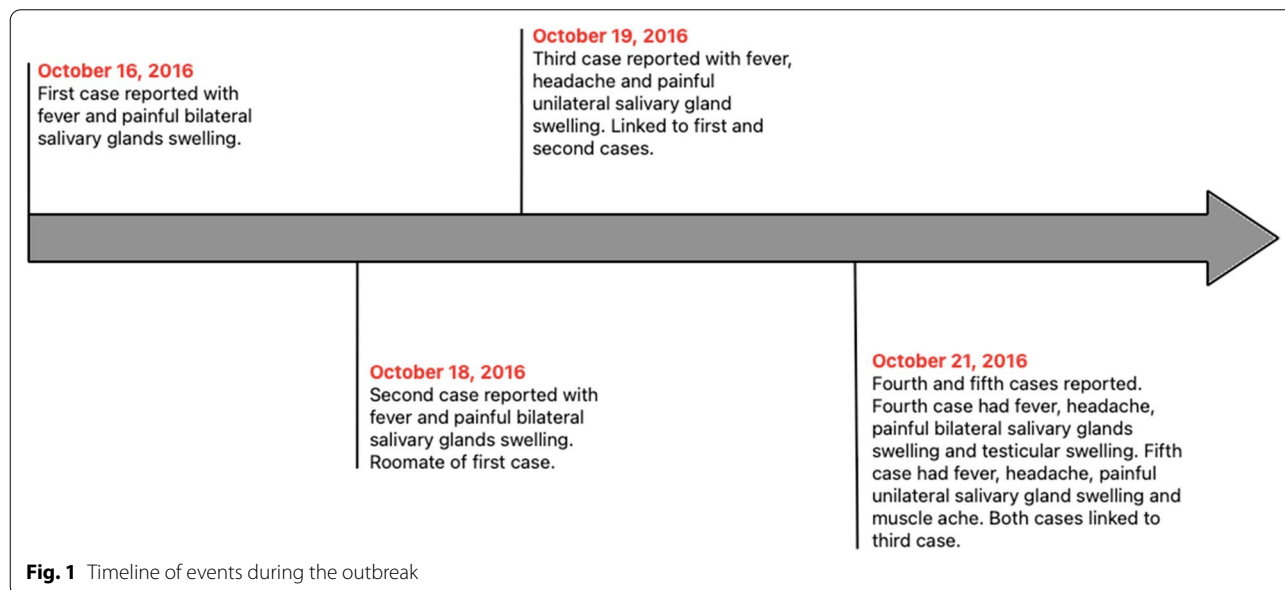 October 16, 2016
First case reported with
fever and painful bilateral
salivary glands swelling.
October 19, 2016
Third case reported with fever,
headache and painful
unilateral salivary gland
swelling. Linked to first and
second cases.
October 18, 2016
Second case reported with
fever and painful bilateral
salivary glands swelling.
Roomate of first case.
October 21, 2016
Fourth and fifth cases reported.
Fourth case had fever, headache,
painful bilateral salivary glands
swelling and testicular swelling. Fifth
case had fever, headache, painful
unilateral salivary gland swelling and
muscle ache. Both cases linked to
third case.
Fig. 1 Timeline of events during the outbreak